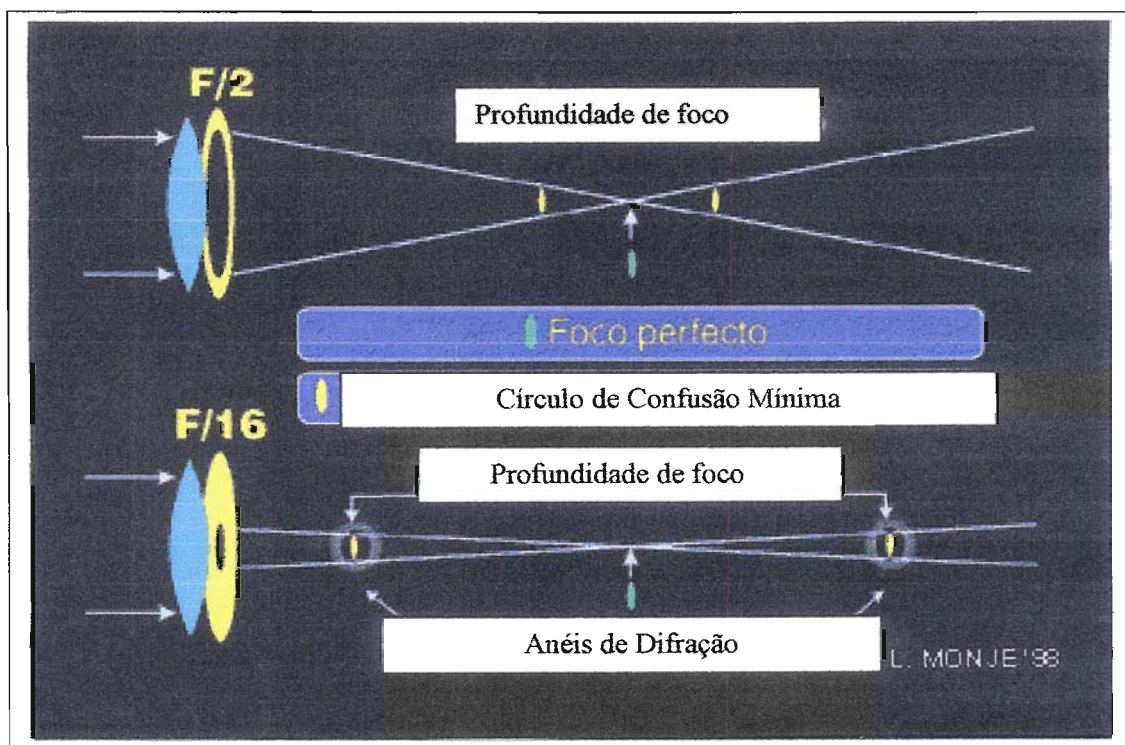 F/2
Profundidade de foco
Foco perfecto
Círculo de Confusão Mínima
F/16
Profundidade de foco
Anéis de Difração
L. MONJE '98